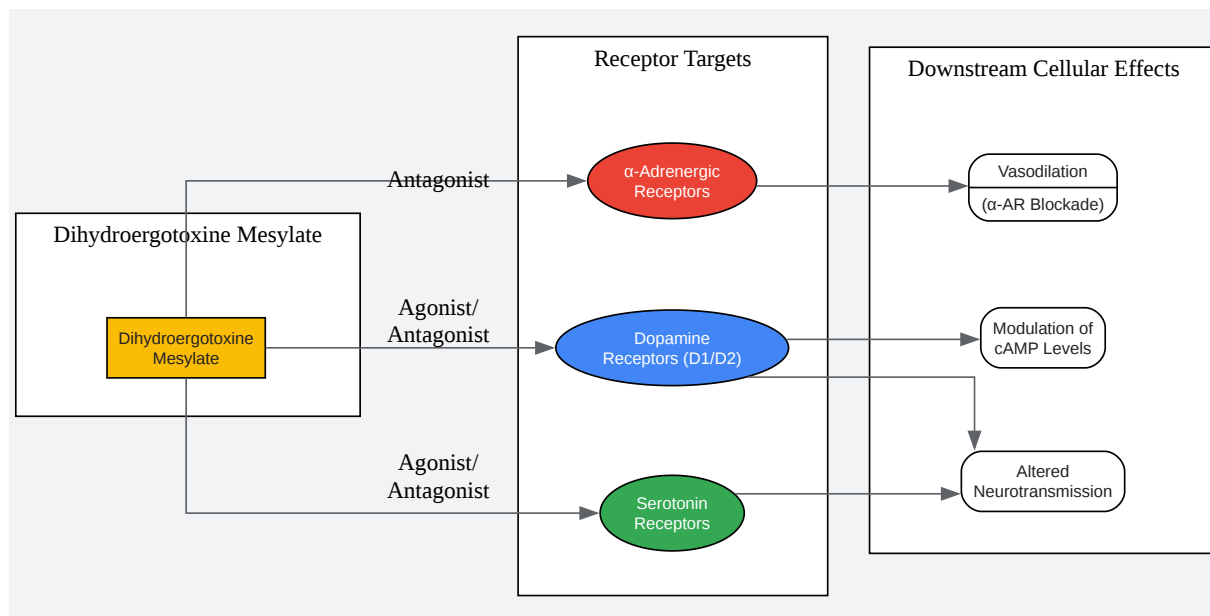 Dihydroergotoxine Mesylate
Dihydroergotoxine
Mesylate
Antagonist
Agonist/
Antagonist
Agonist/
Antagonist
Receptor Targets
α-Adrenergic
Receptors
Dopamine
Receptors (D1/D2)
Serotonin
Receptors
Downstream Cellular Effects
Vasodilation
(α-AR Blockade)
Modulation of
cAMP Levels
Altered
Neurotransmission